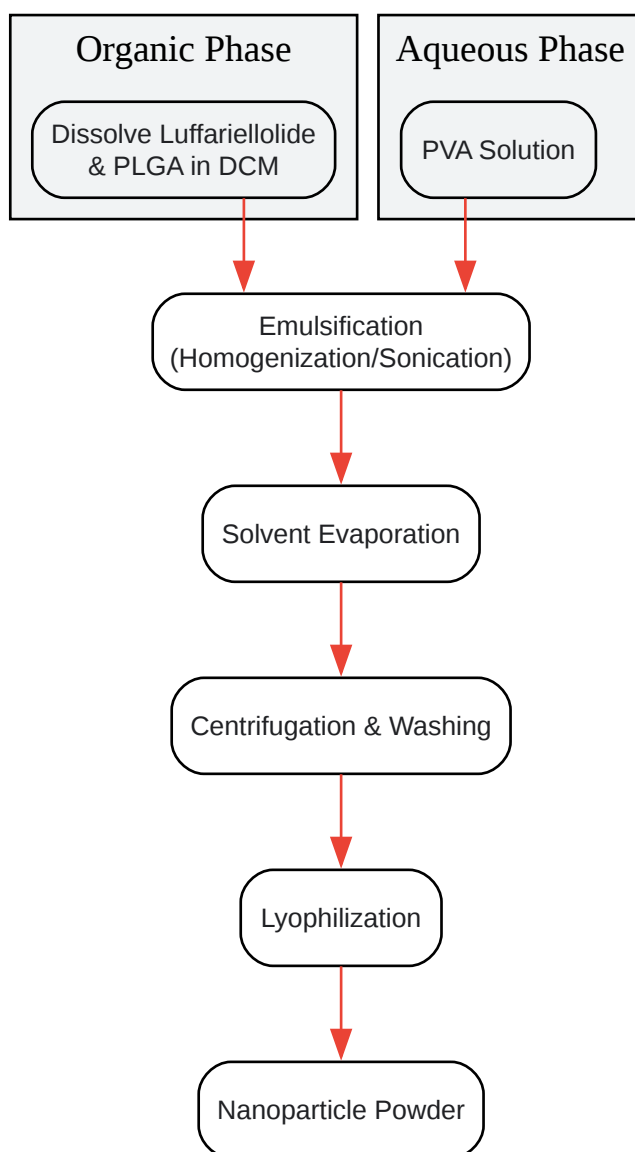 Organic Phase
Aqueous Phase
Dissolve Luffariellolide
& PLGA in DCM
PVA Solution
Emulsification
(Homogenization/Sonication)
Solvent Evaporation
Centrifugation & Washing
Lyophilization
Nanoparticle Powder